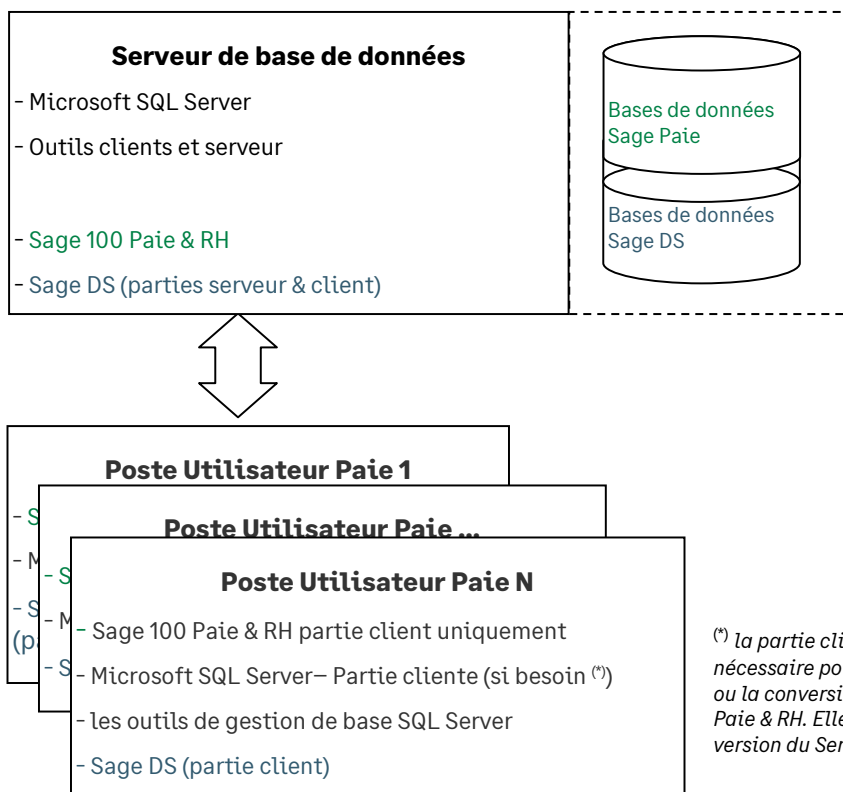 Serveur de base de données
- Microsoft SQL Server
- Outils clients et serveur
- Sage 100 Paie & RH
- Sage DS (parties serveur & client)
Bases de données
Sage Paie
Bases de données
Sage DS
Poste Utilisateur Paie 1
- S
- M
- S
(p
Poste Utilisateur Paie ...
- S
- M
- S
Poste Utilisateur Paie N
- Sage 100 Paie & RH partie client uniquement
- Microsoft SQL Server– Partie cliente (si besoin (*))
- les outils de gestion de base SQL Server
- Sage DS (partie client)
(*) la partie cli
nécessaire po
ou la conversi
Paie & RH. Elle
version du Ser